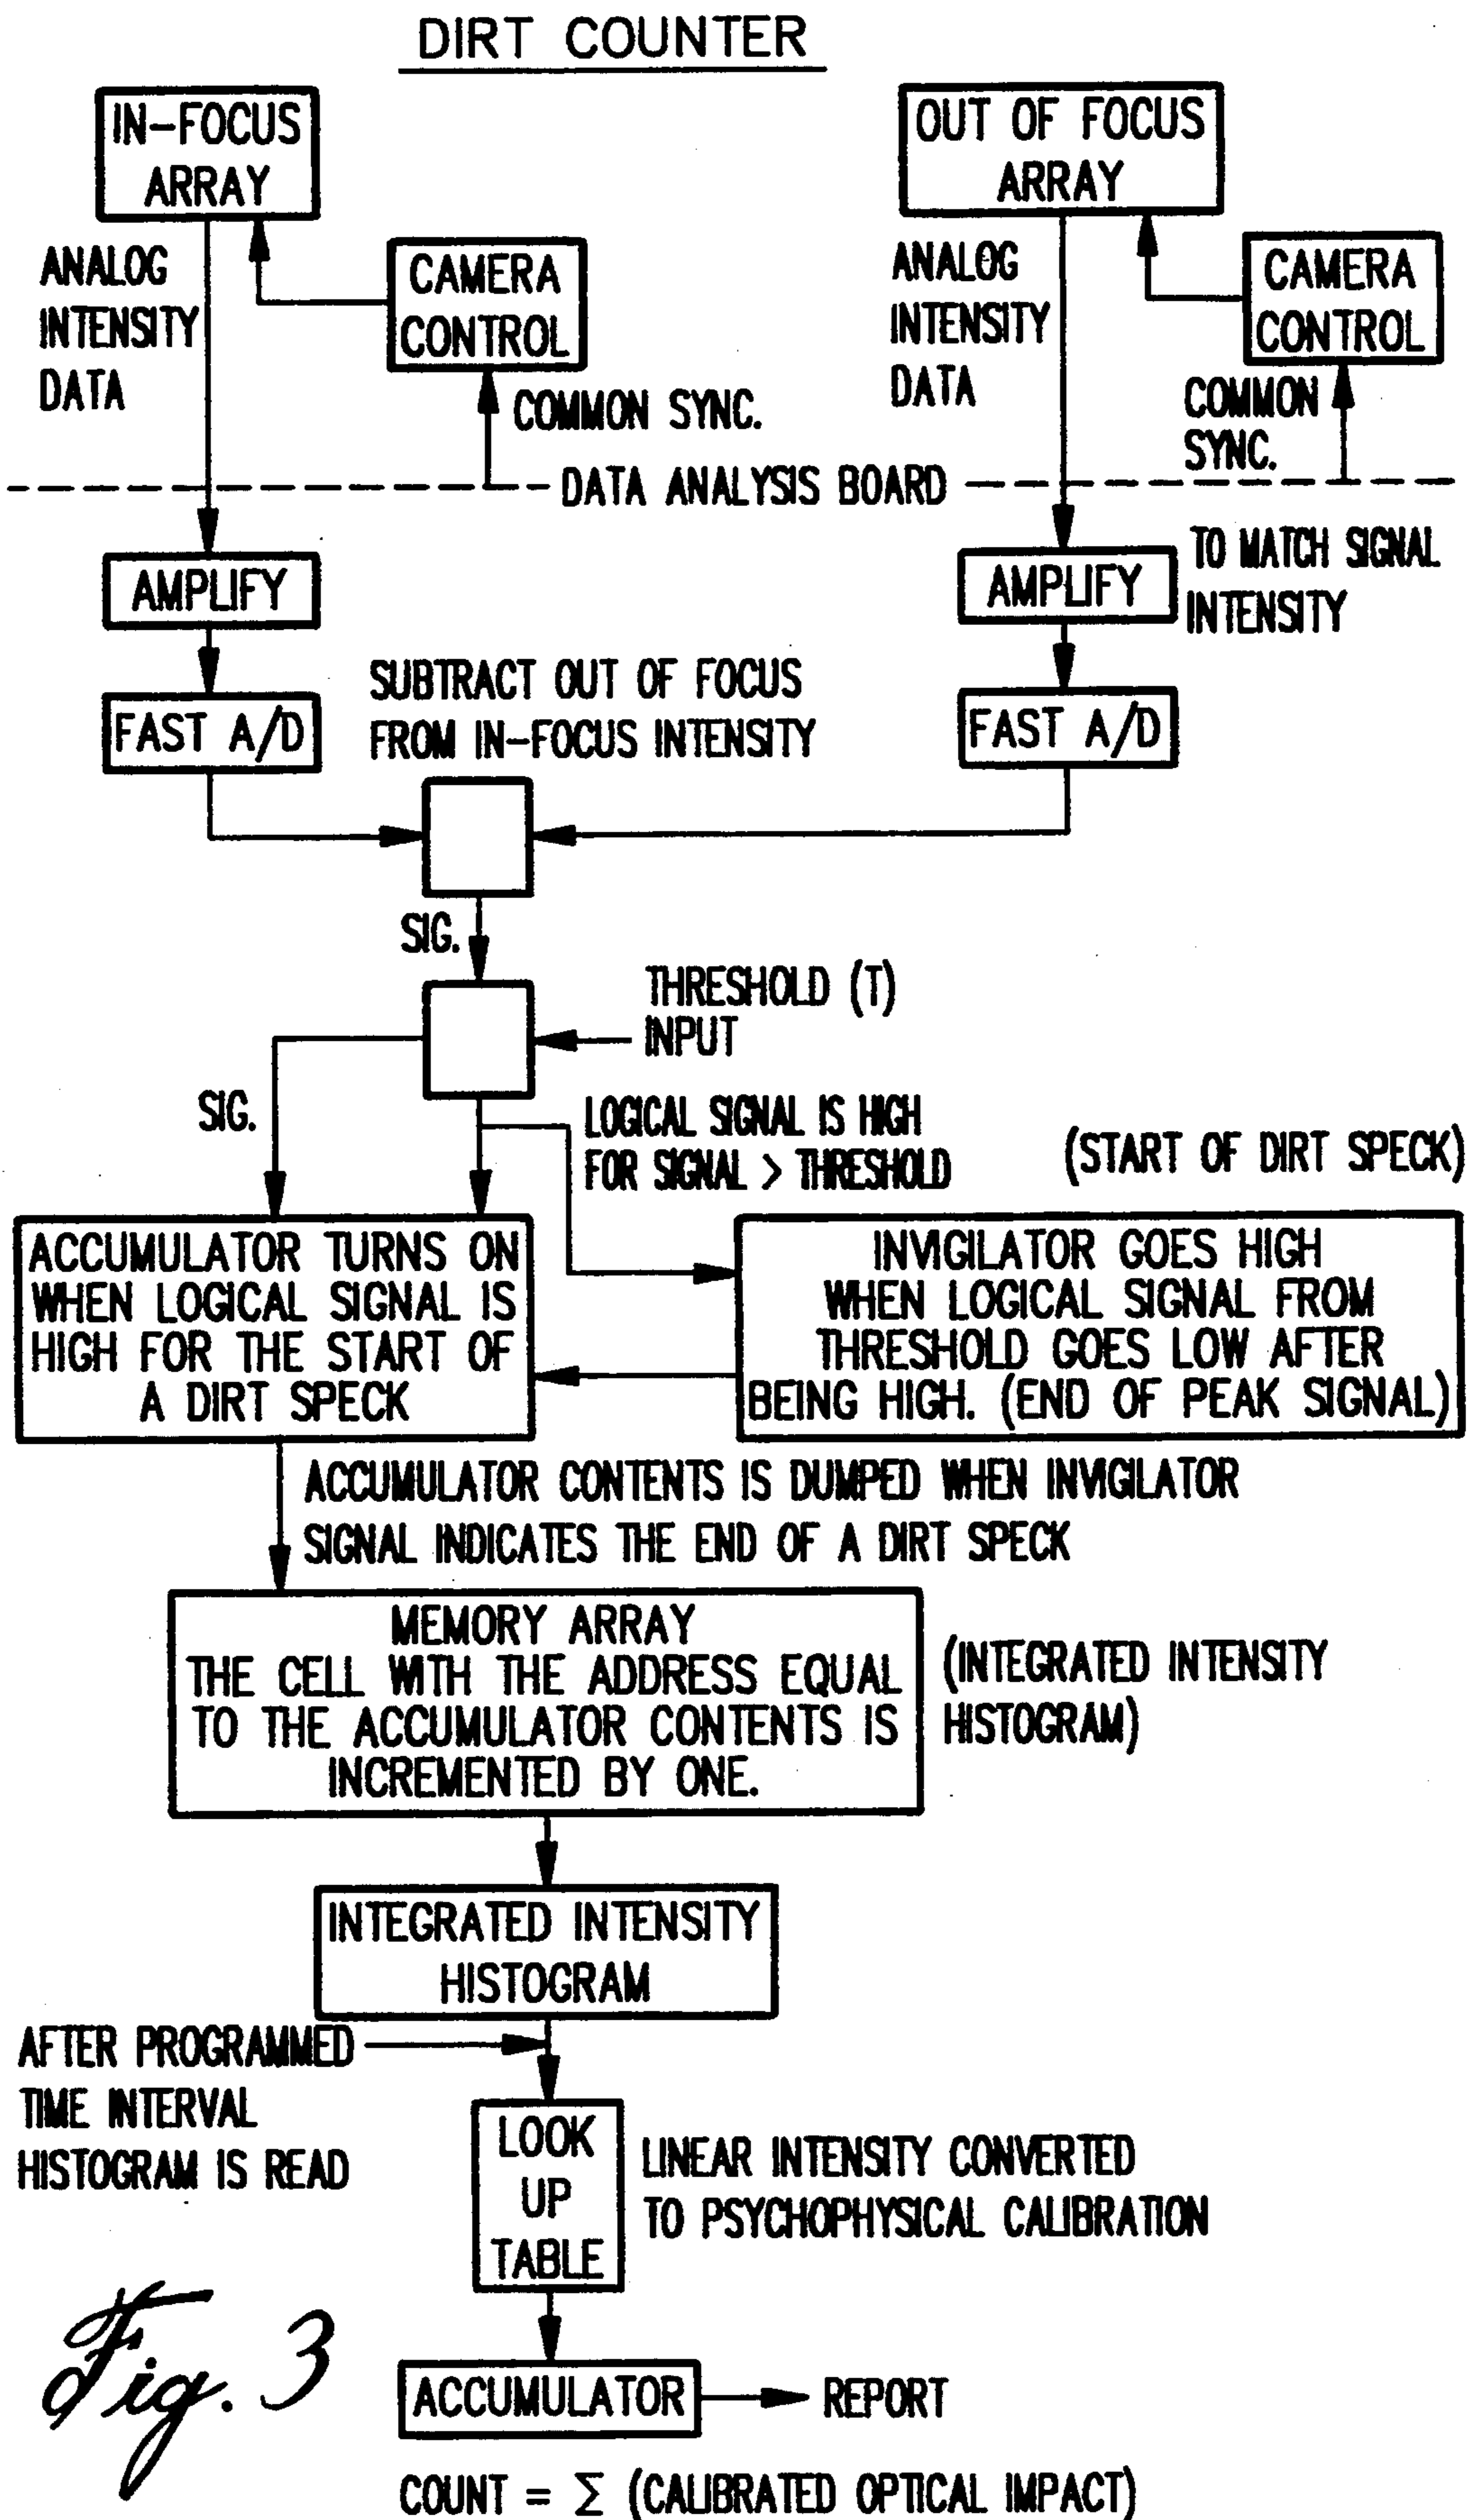 DIRT COUNTER
IN-FOCUS
ARRAY
OUT OF FOCUS
ARRAY
ANALOG
INTENSITY
DATA
CAMERA
CONTROL
COMMON SYNC.
ANALOG
INTENSITY
DATA
CAMERA
CONTROL
COMMON
SYNC.
DATA ANALYSIS BOARD
AMPLIFY
AMPLIFY
TO MATCH SIGNAL
INTENSITY
FAST A/D
SUBTRACT OUT OF FOCUS
FROM IN-FOCUS INTENSITY
FAST A/D
SIG.
THRESHOLD (T)
INPUT
SIG.
LOGICAL SIGNAL IS HIGH
FOR SIGNAL > THRESHOLD
(START OF DIRT SPECK)
ACCUMULATOR TURNS ON
WHEN LOGICAL SIGNAL IS
HIGH FOR THE START OF
A DIRT SPECK
INVIGILATOR GOES HIGH
WHEN LOGICAL SIGNAL FROM
THRESHOLD GOES LOW AFTER
BEING HIGH. (END OF PEAK SIGNAL)
ACCUMULATOR CONTENTS IS DUMPED WHEN INVIGILATOR
SIGNAL INDICATES THE END OF A DIRT SPECK
MEMORY ARRAY
THE CELL WITH THE ADDRESS EQUAL
TO THE ACCUMULATOR CONTENTS IS
INCREMENTED BY ONE.
(INTEGRATED INTENSITY
HISTOGRAM)
INTEGRATED INTENSITY
HISTOGRAM
AFTER PROGRAMMED
TIME INTERVAL
HISTOGRAM IS READ
LOOK
UP
TABLE
LINEAR INTENSITY CONVERTED
TO PSYCHOPHYSICAL CALIBRATION
Fig. 3
ACCUMULATOR
REPORT
COUNT = Σ (CALIBRATED OPTICAL IMPACT)